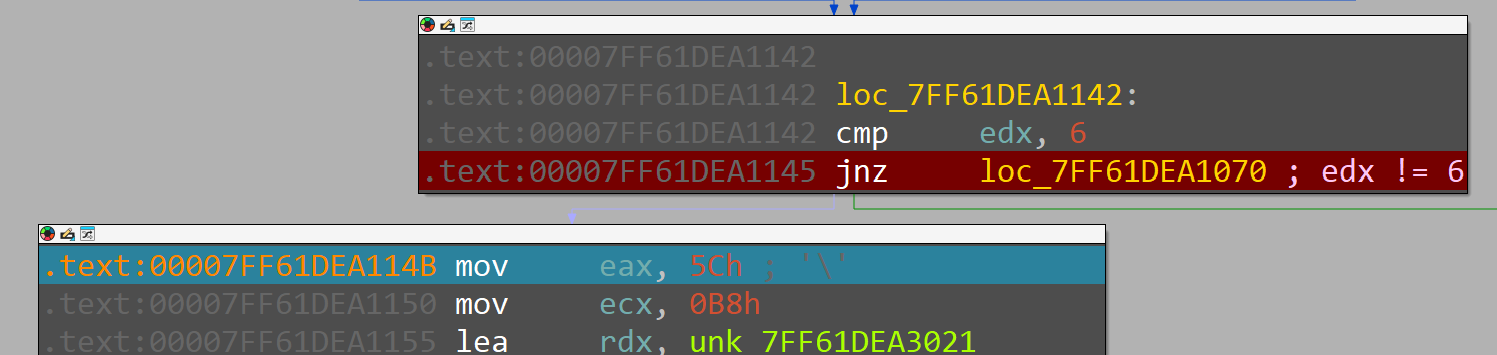 .text:00007FF61DEA1142
.text:00007FF61DEA1142 loc_7FF61DEA1142:
.text:00007FF61DEA1142 cmp edx, 6
.text:00007FF61DEA1145 jnz loc_7FF61DEA1070 ; edx != 6
.text:00007FF61DEA114B mov eax, 5Ch ; '\'
.text:00007FF61DEA1150 mov ecx, 0B8h
.text:00007FF61DEA1155 lea rdx, unk_7FF61DEA3021